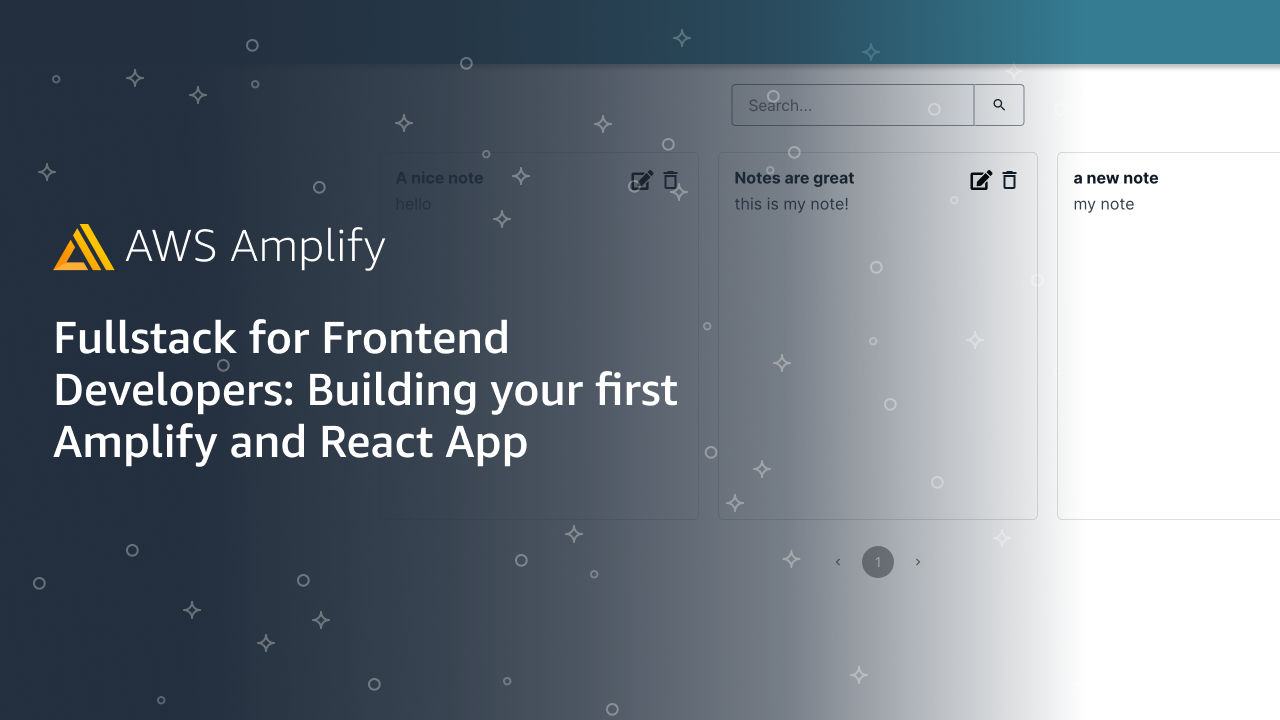 Search...
A nice note
hello
Notes are great
this is my note!
a new note
my note
AWS Amplify
Fullstack for Frontend
Developers: Building your first
Amplify and React App
1